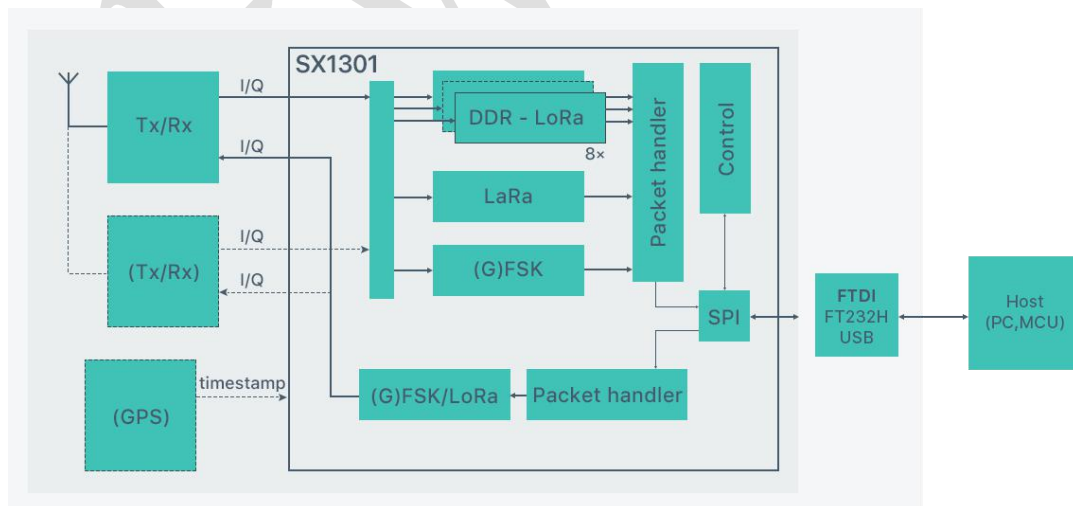 SX1301
I/Q
Tx/Rx
I/Q
DDR - LoRa
8×
LaRa
(G)FSK
Packet handler
Control
I/Q
(Tx/Rx)
I/Q
SPI
FTDI
FT232H
USB
Host
(PC,MCU)
timestamp
(GPS)
(G)FSK/LoRa
Packet handler